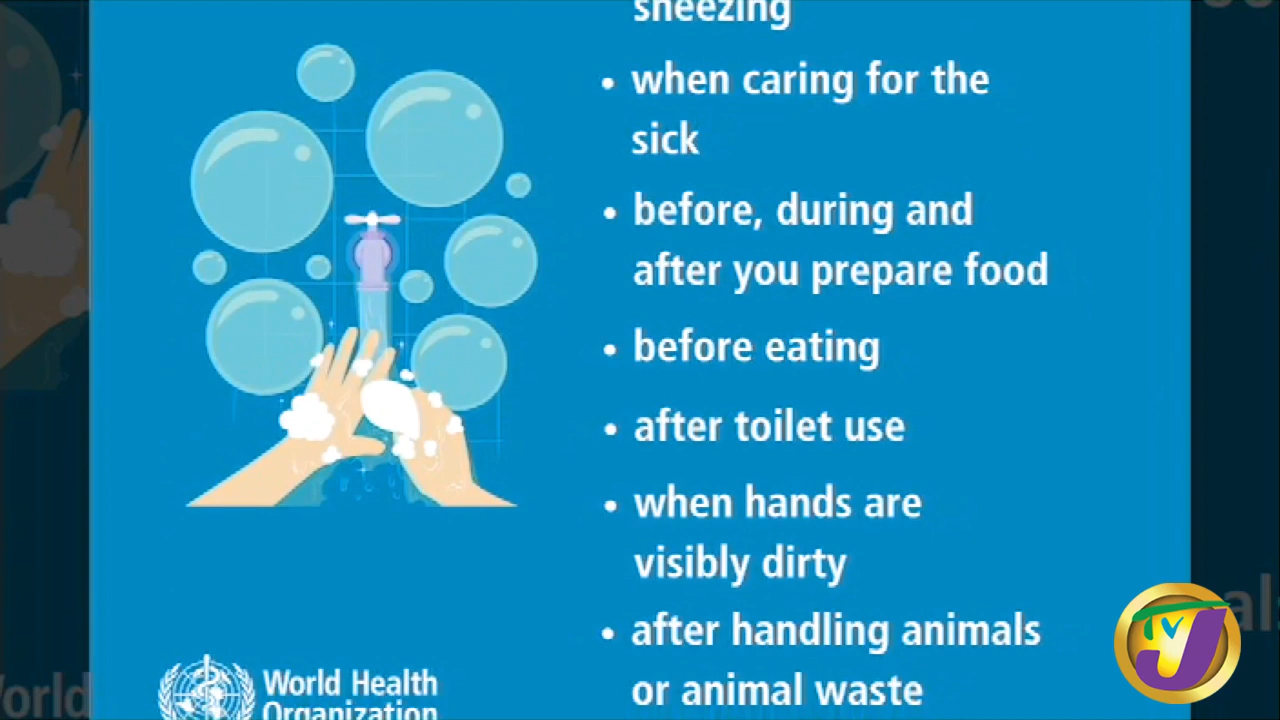 sneezing
• when caring for the
sick
• before, during and
after you prepare food
• before eating
• after toilet use
• when hands are
visibly dirty
• after handling animals
or animal waste
World Health
Organization
TVJ